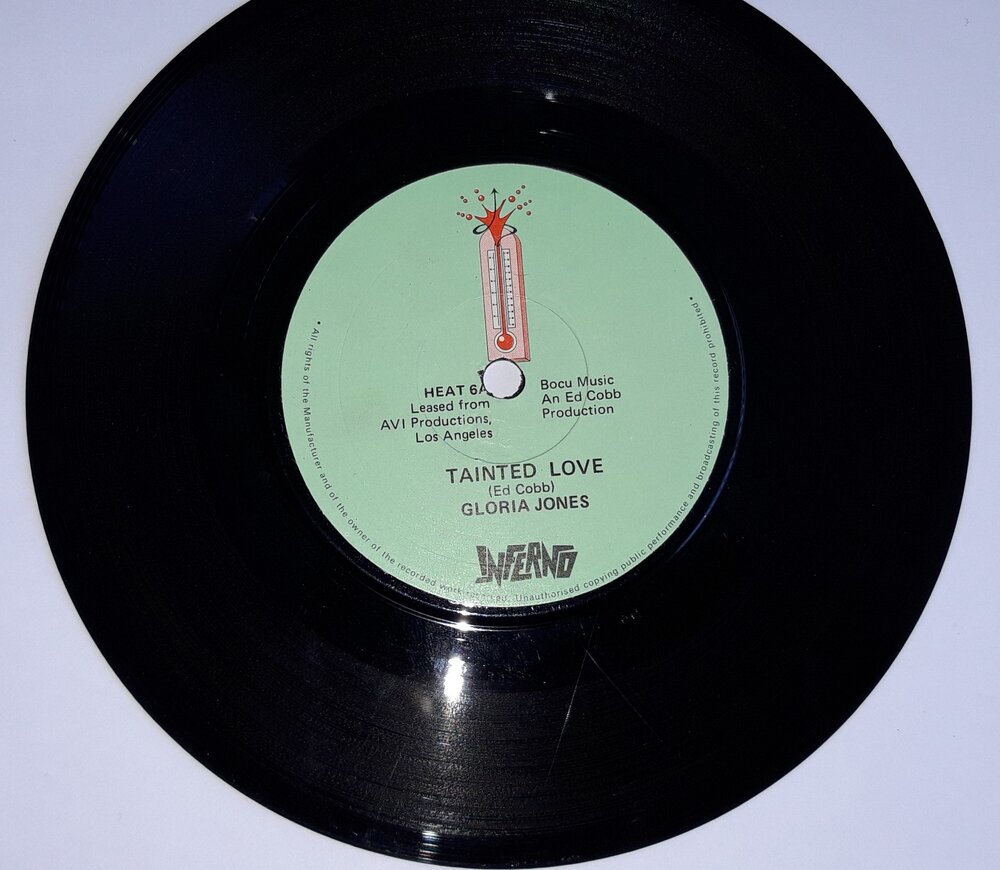 HEAT 6A
Leased from
AVI Productions,
Los Angeles
Bocu Music
An Ed Cobb
Production
TAINTED LOVE
(Ed Cobb)
GLORIA JONES
INFERNO
• All rights of the Manufacturer and of the owner of the recorded work reserved. Unauthorised copying public performance and broadcasting of this record prohibited •